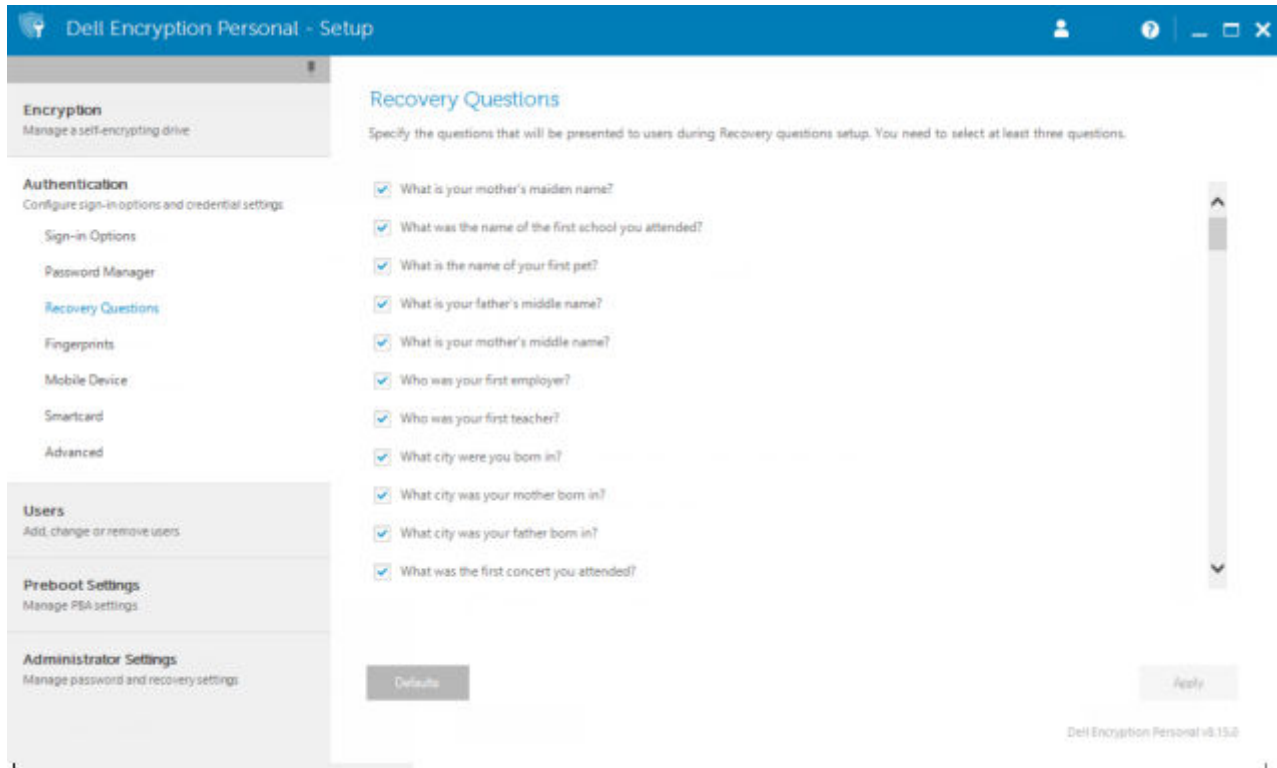 Dell Encryption Personal - Setup
Encryption
Manage a self-encrypting drive
Authentication
Configure sign-in options and credential settings
Sign-in Options
Password Manager
Recovery Questions
Fingerprints
Mobile Device
Smartcard
Advanced
Users
Add, change or remove users
Preboot Settings
Manage PBA settings
Administrator Settings
Manage password and recovery settings
Recovery Questions
Specify the questions that will be presented to users during Recovery questions setup. You need to select at least three questions.
What is your mother's maiden name?
What was the name of the first school you attended?
What is the name of your first pet?
What is your father's middle name?
What is your mother's middle name?
Who was your first employer?
Who was your first teacher?
What city were you born in?
What city was your mother born in?
What city was your father born in?
What was the first concert you attended?
Defaults
Apply
Dell Encryption Personal v8.15.0